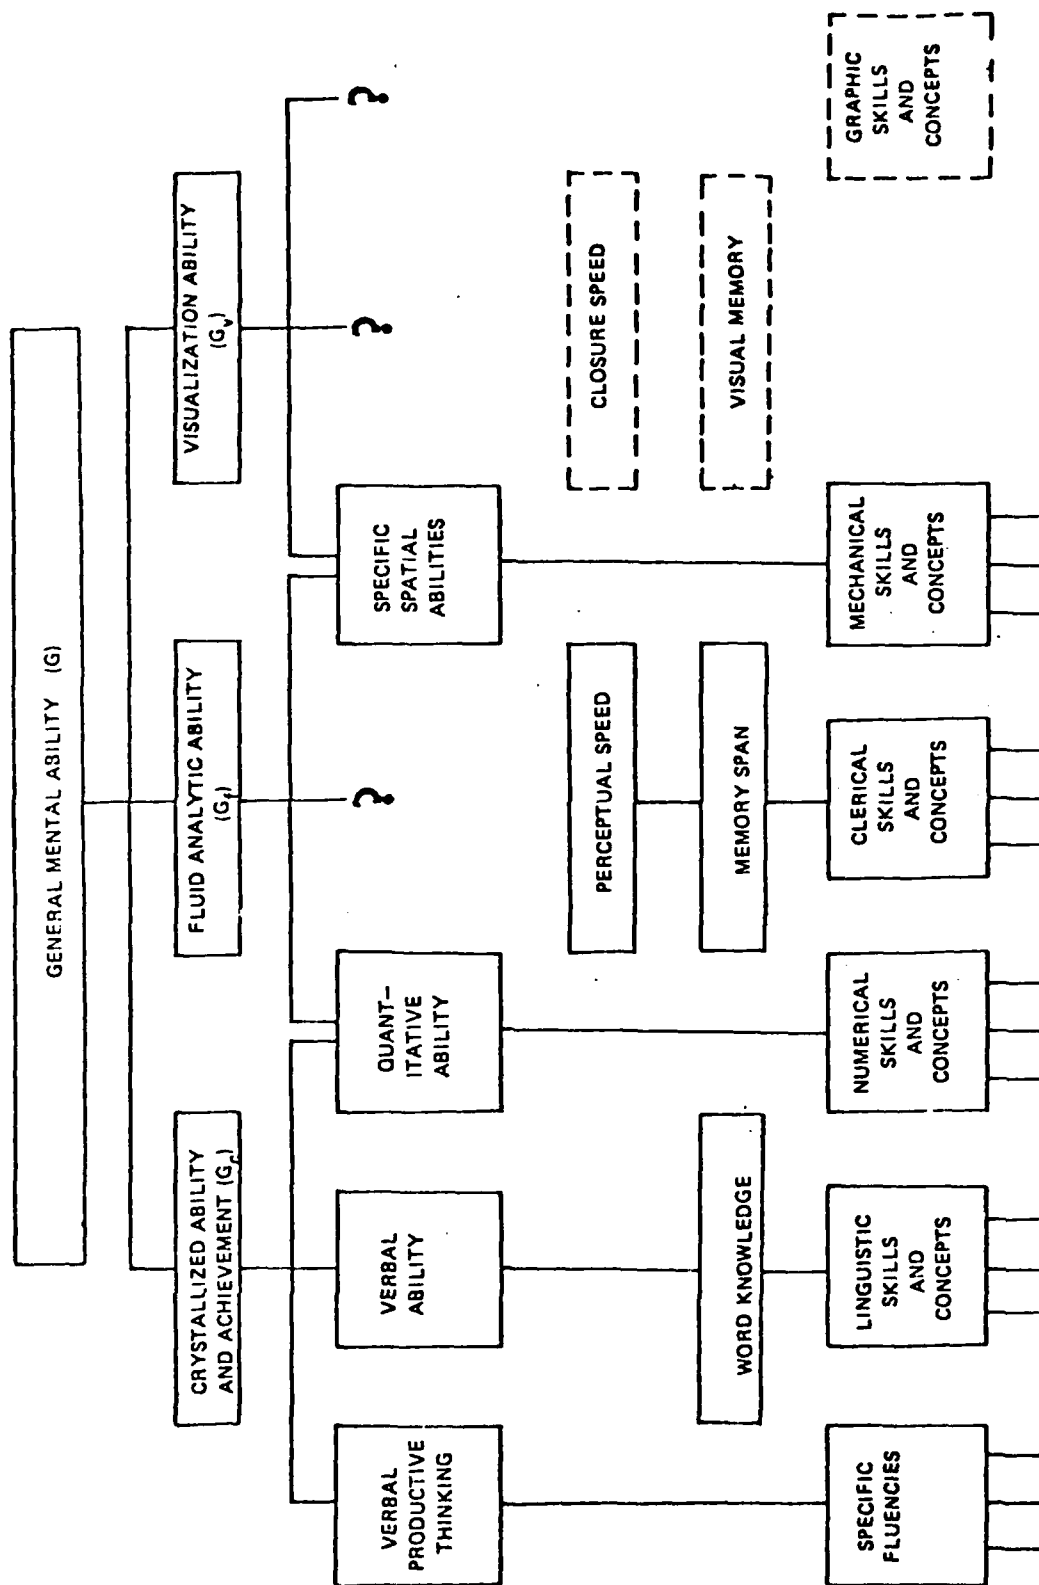 GENERAL MENTAL ABILITY (G)
CRYSTALLIZED ABILITY
AND ACHIEVEMENT (Gc)
FLUID ANALYTIC ABILITY
(Gf)
VISUALIZATION ABILITY
(Gv)
VERBAL
PRODUCTIVE
THINKING
VERBAL
ABILITY
QUANT–
ITATIVE
ABILITY
?
SPECIFIC
SPATIAL
ABILITIES
?
?
PERCEPTUAL SPEED
CLOSURE SPEED
WORD KNOWLEDGE
MEMORY SPAN
VISUAL MEMORY
SPECIFIC
FLUENCIES
LINGUISTIC
SKILLS
AND
CONCEPTS
NUMERICAL
SKILLS
AND
CONCEPTS
CLERICAL
SKILLS
AND
CONCEPTS
MECHANICAL
SKILLS
AND
CONCEPTS
GRAPHIC
SKILLS
AND
CONCEPTS